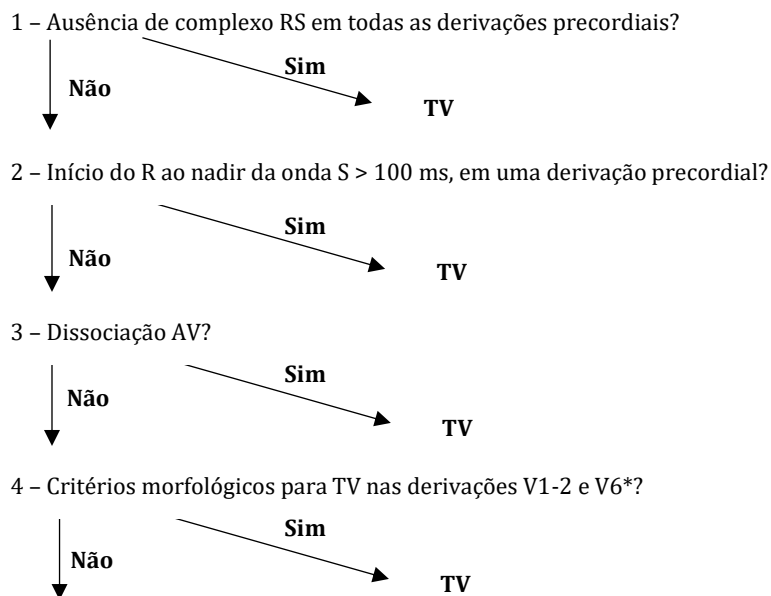 1 – Ausência de complexo RS em todas as derivações precordiais?
Sim
Não
TV
2 – Início do R ao nadir da onda S > 100 ms, em uma derivação precordial?
Sim
Não
TV
3 – Dissociação AV?
Sim
Não
TV
4 – Critérios morfológicos para TV nas derivações V1-2 e V6*?
Sim
Não
TV